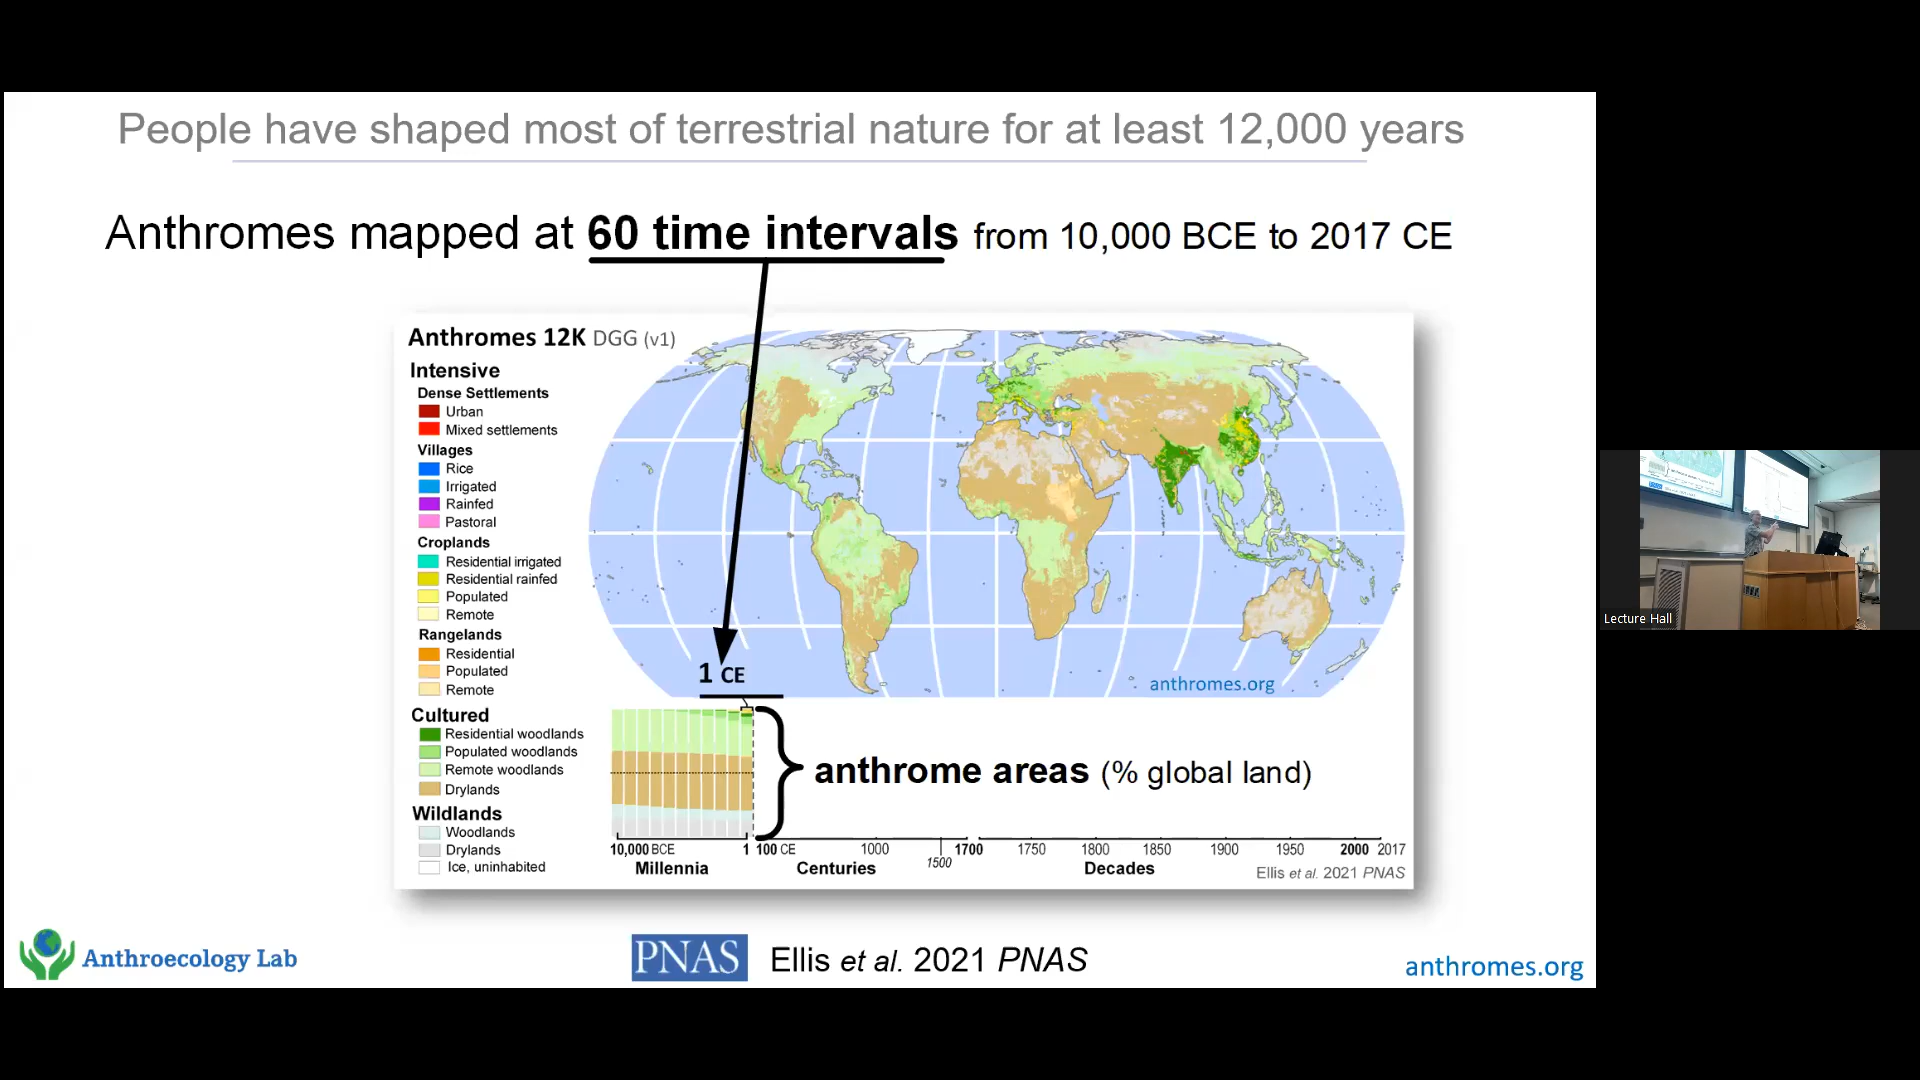 People have shaped most of terrestrial nature for at least 12,000 years
Anthromes mapped at 60 time intervals from 10,000 BCE to 2017 CE
Anthromes 12K DGG (v1)
Intensive
Dense Settlements
Urban
Mixed settlements
Villages
Rice
Irrigated
Rainfed
Pastoral
Croplands
Residential irrigated
Residential rainfed
Populated
Remote
Rangelands
Residential
Populated
Remote
Cultured
Residential woodlands
Populated woodlands
Remote woodlands
Drylands
Wildlands
Woodlands
Drylands
Ice, uninhabited
1 CE
anthromes.org
anthrome areas (% global land)
10,000 BCE 1 100 CE 1000 1500 1700 1750 1800 1850 1900 1950 2000 2017
Millennia Centuries Decades
Ellis et al. 2021 PNAS
Anthroecology Lab
PNAS Ellis et al. 2021 PNAS
anthromes.org
Lecture Hall